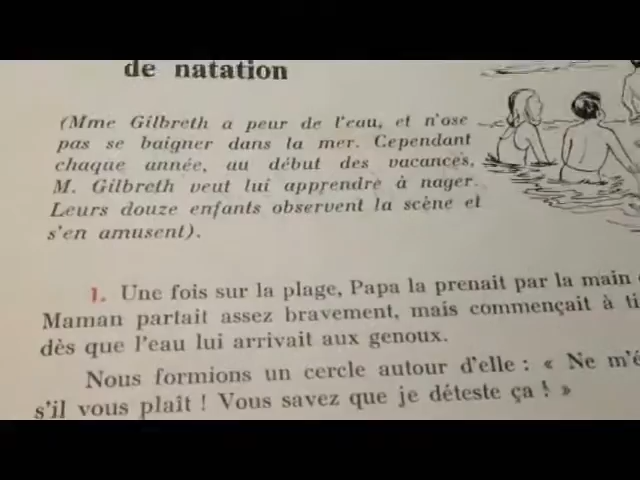 de natation
(Mme Gilbreth a peur de l'eau, et n'ose
pas se baigner dans la mer. Cependant
chaque année, au début des vacances,
M. Gilbreth veut lui apprendre à nager.
Leurs douze enfants observent la scène et
s'en amusent).
1. Une fois sur la plage, Papa la prenait par la main
Maman partait assez bravement, mais commençait à
dès que l'eau lui arrivait aux genoux.
Nous formions un cercle autour d'elle : « Ne m'é
s'il vous plaît ! Vous savez que je déteste ça ! »